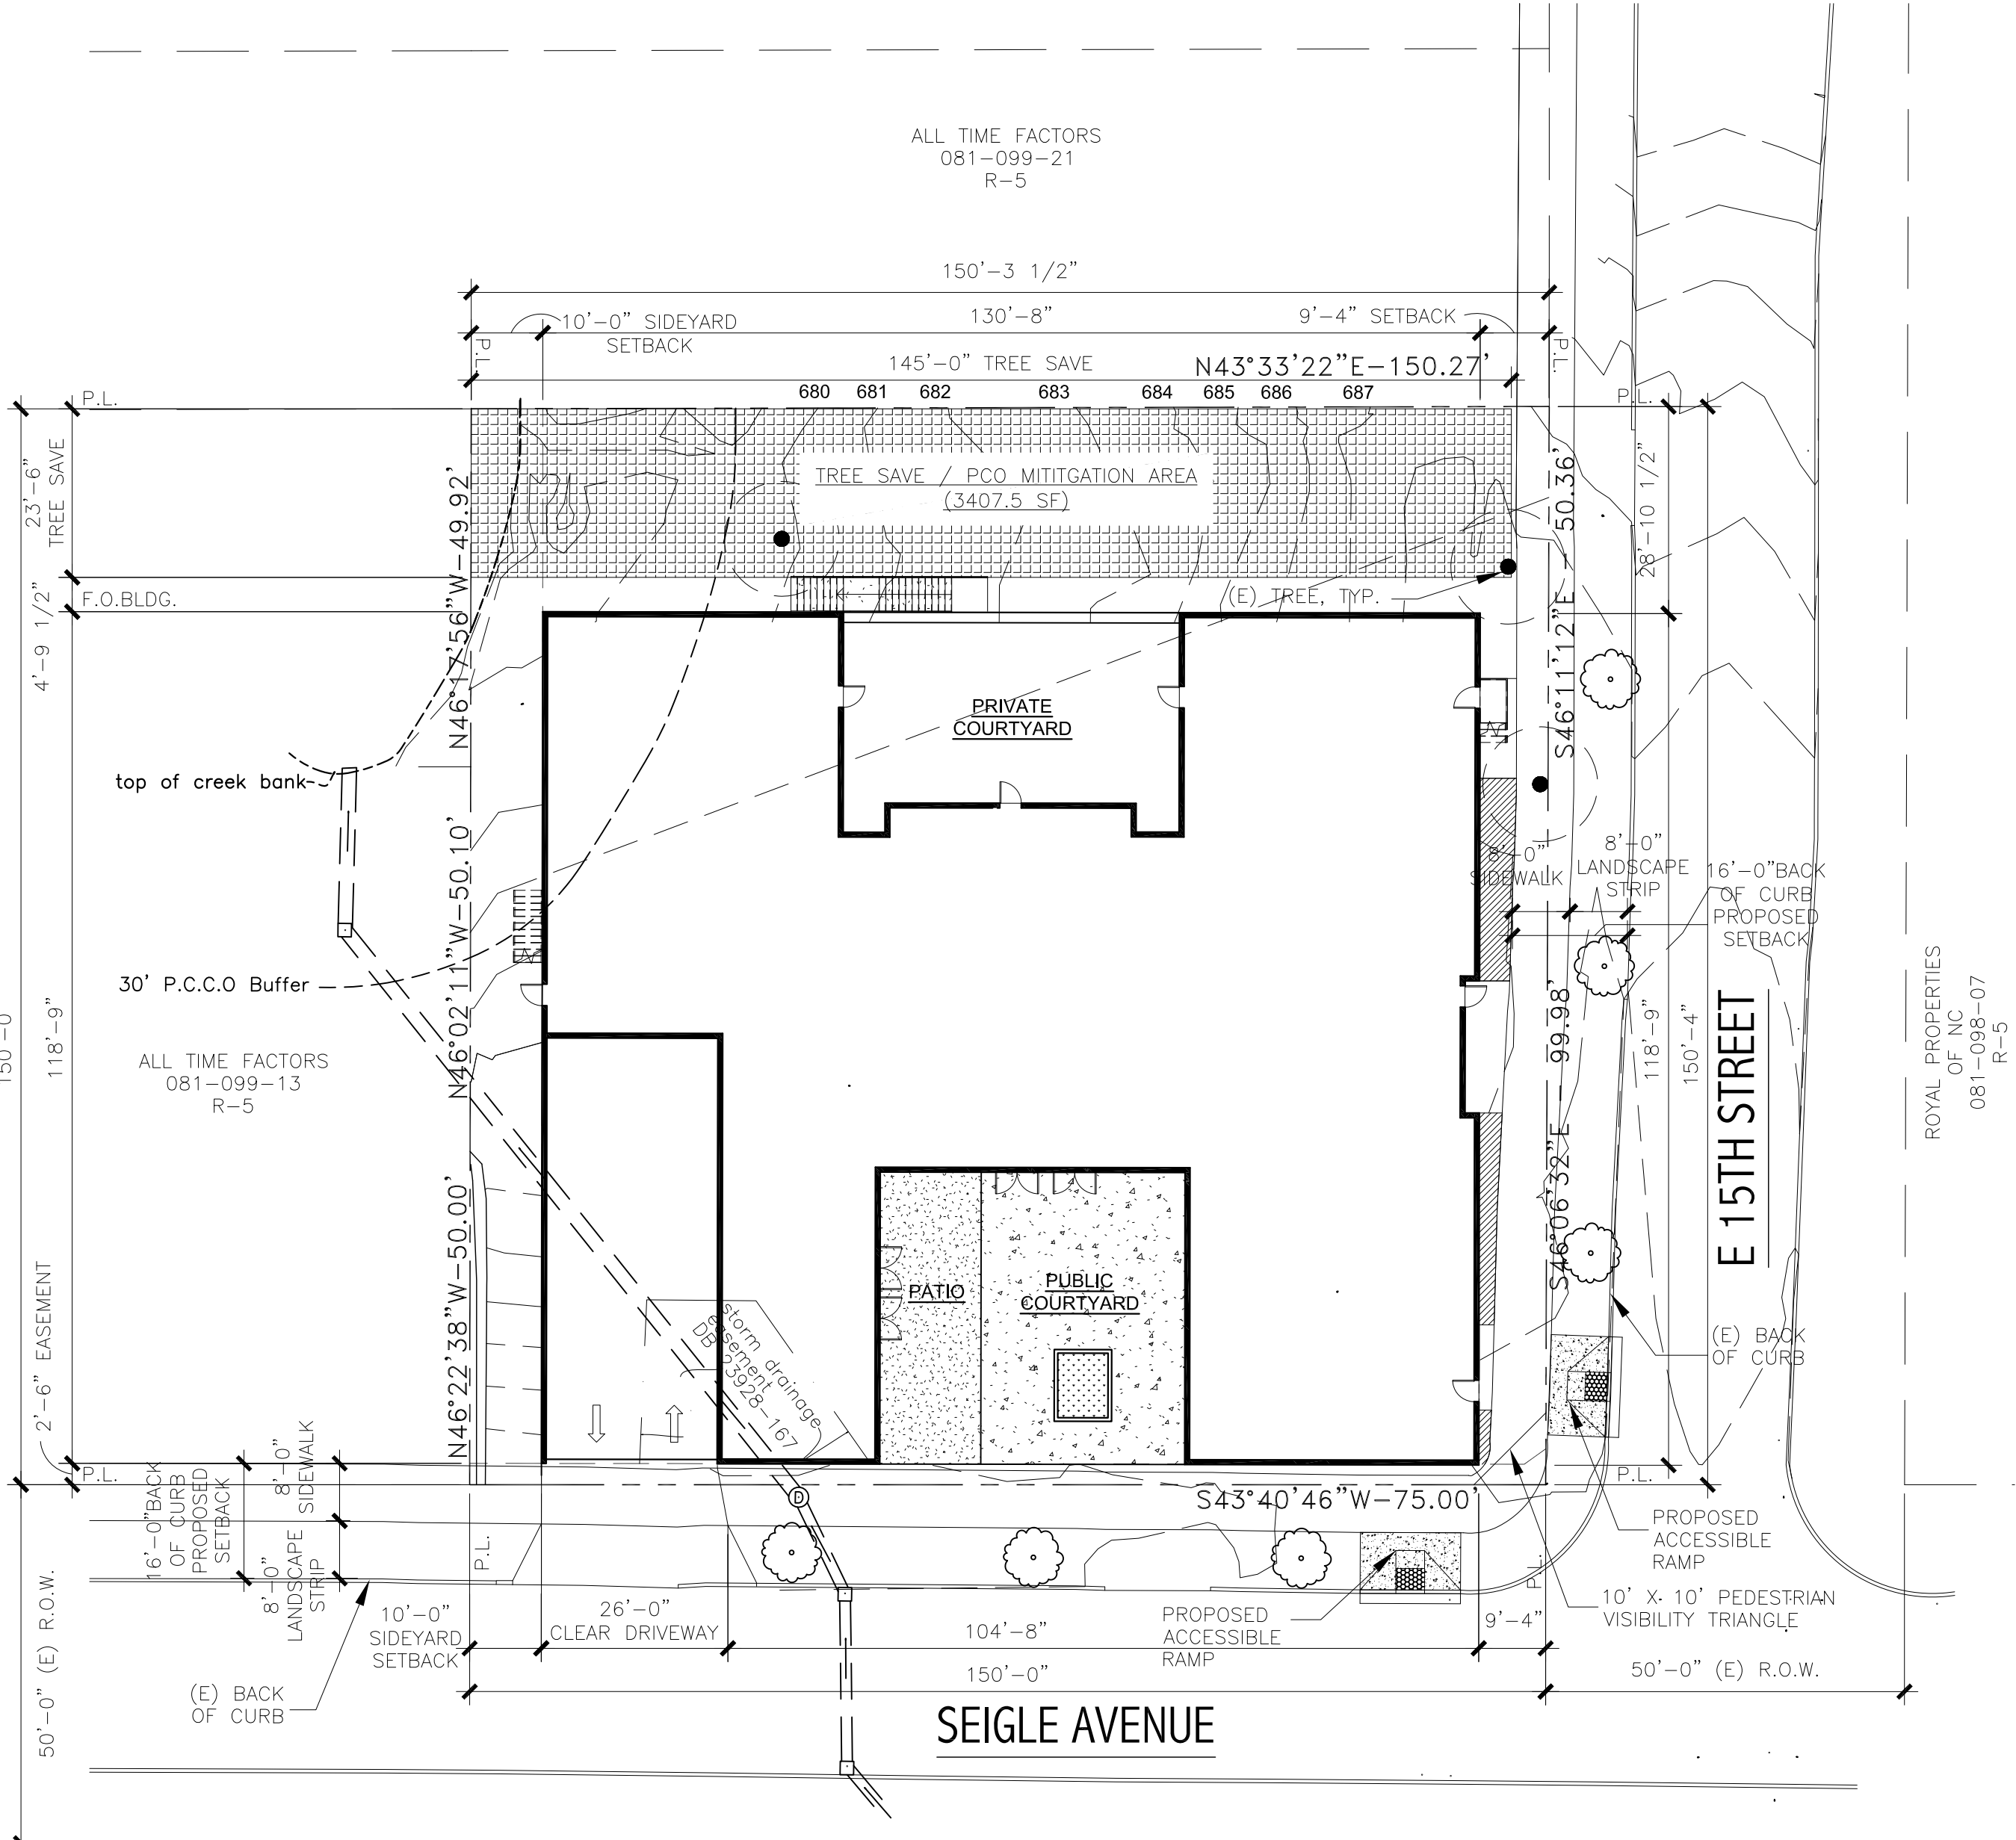 ALL TIME FACTORS
081-099-21
R-5
150'-3 1/2"
10'-0" SIDEYARD
SETBACK
130'-8"
9'-4" SETBACK
P.L.
P.L.
145'-0" TREE SAVE
N43°33'22"E-150.27'
680 681 682 683 684 685 686 687
P.L.
P.L.
23'-6"
TREE SAVE
TREE SAVE / PCO MITITGATION AREA
(3407.5 SF)
N46°17'56"W-49.92'
S46°11'12"E - 50.36'
28'-10 1/2"
4'-9 1/2"
F.O.BLDG.
(E) TREE, TYP.
PRIVATE
COURTYARD
top of creek bank
N46°02'11"W-50.10'
8'-0"
SIDEWALK
8'-0"
LANDSCAPE
STRIP
16'-0"BACK
OF CURB
PROPOSED
SETBACK
30' P.C.C.O Buffer
150'-0
118'-9"
ALL TIME FACTORS
081-099-13
R-5
S46°06'32"E - 99.98'
118'-9"
150'-4"
E 15TH STREET
ROYAL PROPERTIES
OF NC
081-098-07
R-5
N46°22'38"W-50.00'
storm drainage
easement
DB 23928-167
PATIO
PUBLIC
COURTYARD
(E) BACK
OF CURB
2'-6" EASEMENT
P.L.
P.L.
16'-0"BACK
OF CURB
PROPOSED
SETBACK
8'-0"
SIDEWALK
8'-0"
LANDSCAPE
STRIP
D
S43°40'46"W-75.00'
P.L.
P.L.
PROPOSED
ACCESSIBLE
RAMP
10' X 10' PEDESTRIAN
VISIBILITY TRIANGLE
50'-0" (E) R.O.W.
10'-0"
SIDEYARD
SETBACK
26'-0"
CLEAR DRIVEWAY
104'-8"
PROPOSED
ACCESSIBLE
RAMP
9'-4"
150'-0"
50'-0" (E) R.O.W.
(E) BACK
OF CURB
SEIGLE AVENUE